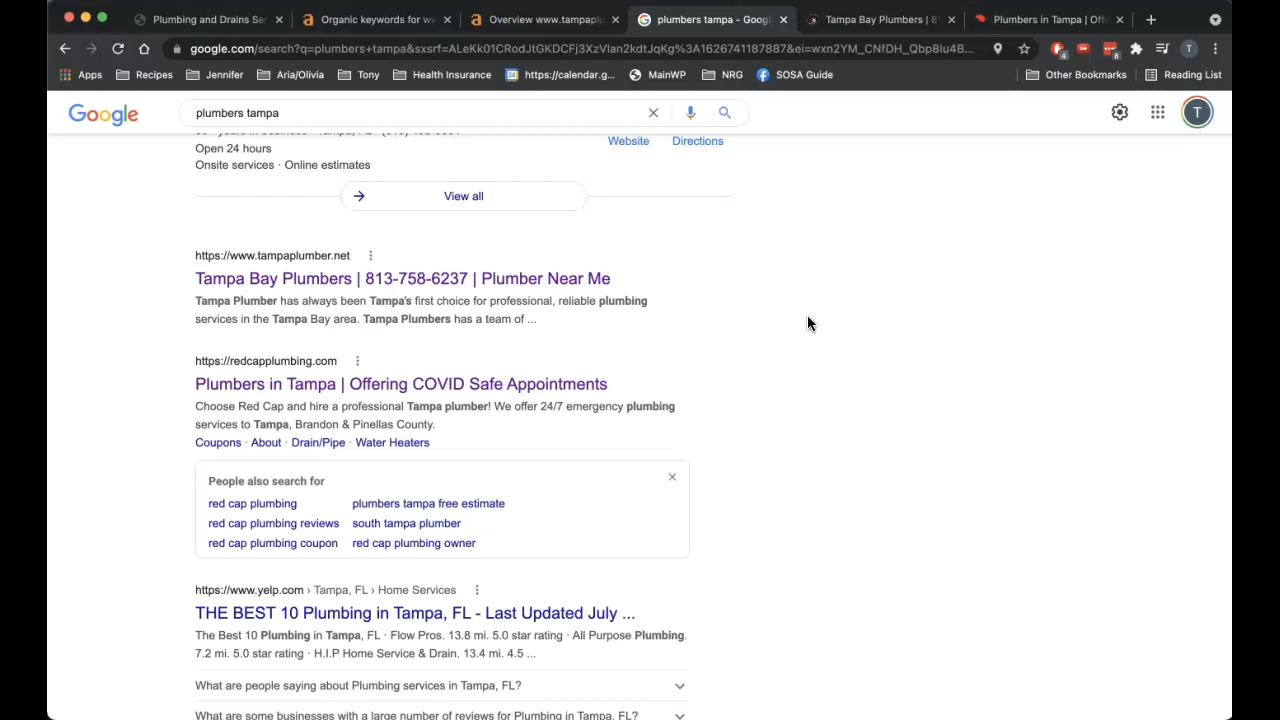 Plumbing and Drains Se
Organic keywords for ww
Overview www.tampaplu
plumbers tampa - Googl
Tampa Bay Plumbers | 81
Plumbers in Tampa | Offe
google.com/search?q=plumbers+tampa&sxsrf=ALeKk01CRodJtGKDCFj3XzVlan2kdtJqKg%3A1626741187887&ei=wxn2YM_CNfDH_Qbp8Iu4B...
4
8
T
Apps
Recipes
Jennifer
Aria/Olivia
Tony
Health Insurance
https://calendar.g...
MainWP
NRG
SOSA Guide
Other Bookmarks
Reading List
Google
plumbers tampa
T
Open 24 hours
Website
Directions
Onsite services · Online estimates
View all
https://www.tampaplumber.net
Tampa Bay Plumbers | 813-758-6237 | Plumber Near Me
Tampa Plumber has always been Tampa's first choice for professional, reliable plumbing
services in the Tampa Bay area. Tampa Plumbers has a team of ...
https://redcapplumbing.com
Plumbers in Tampa | Offering COVID Safe Appointments
Choose Red Cap and hire a professional Tampa plumber! We offer 24/7 emergency plumbing
services to Tampa, Brandon & Pinellas County.
Coupons · About · Drain/Pipe · Water Heaters
People also search for
red cap plumbing
plumbers tampa free estimate
red cap plumbing reviews
south tampa plumber
red cap plumbing coupon
red cap plumbing owner
https://www.yelp.com › Tampa, FL › Home Services
THE BEST 10 Plumbing in Tampa, FL - Last Updated July ...
The Best 10 Plumbing in Tampa, FL · Flow Pros. 13.8 mi. 5.0 star rating · All Purpose Plumbing.
7.2 mi. 5.0 star rating · H.I.P Home Service & Drain. 13.4 mi. 4.5 ...
What are people saying about Plumbing services in Tampa, FL?
What are some businesses with a large number of reviews for Plumbing in Tampa, FL?